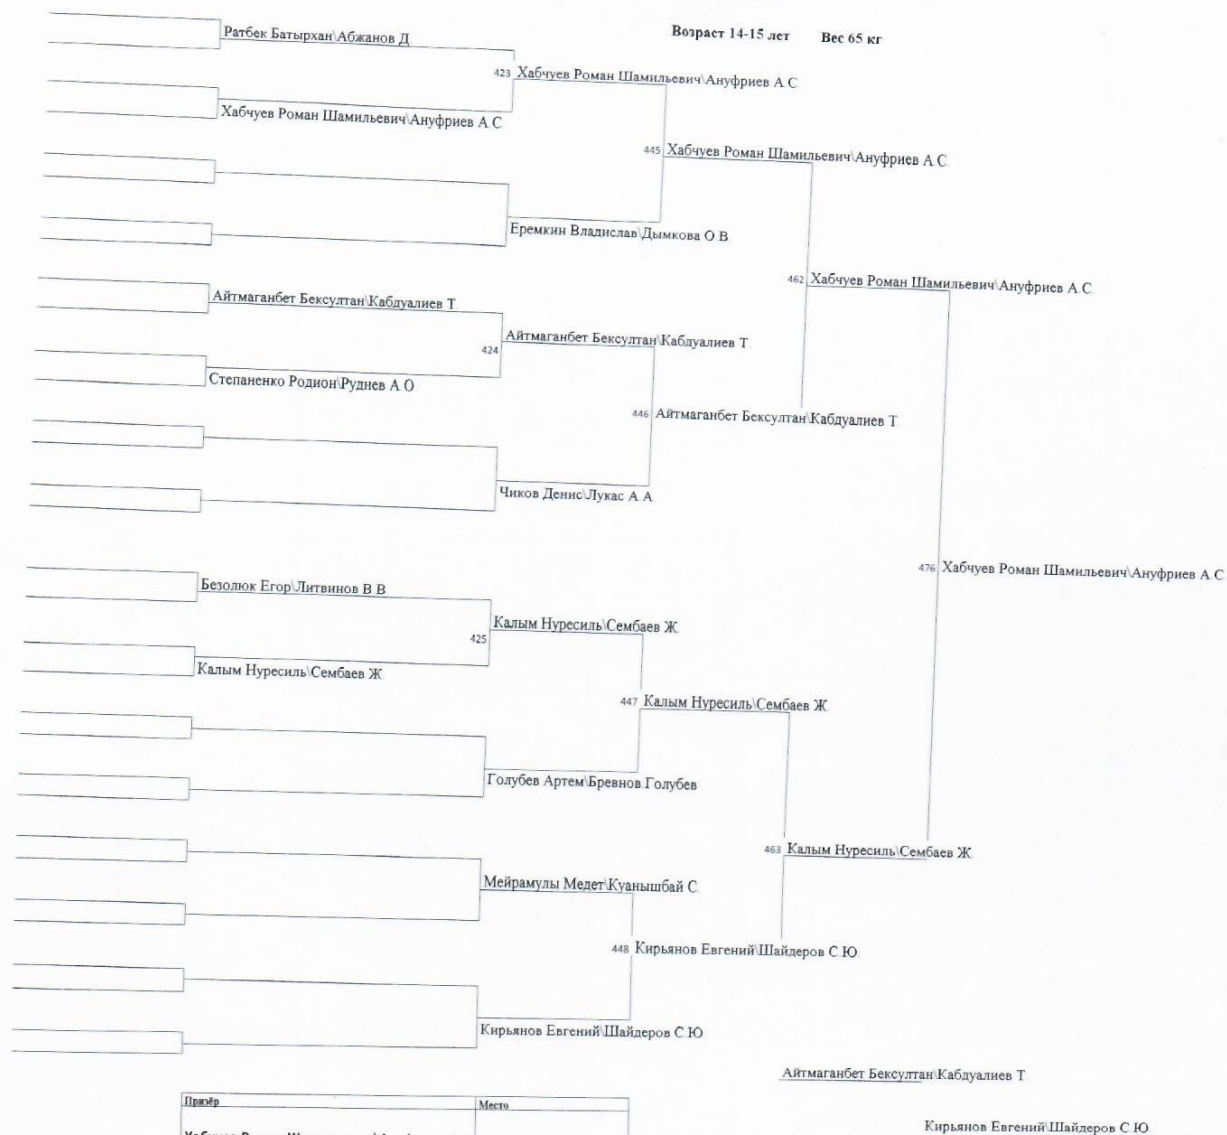 Возраст 14-15 лет Вес 65 кг
Ратбек Батырхан\Абжанов Д
423 Хабчуев Роман Шамильевич\Ануфриев А С
Хабчуев Роман Шамильевич\Ануфриев А С
445 Хабчуев Роман Шамильевич\Ануфриев А С
Еремкин Владислав\Дымкова О В
462 Хабчуев Роман Шамильевич\Ануфриев А С
Айтмаганбет Бексултан\Кабдуалиев Т
424 Айтмаганбет Бексултан\Кабдуалиев Т
Степаненко Родион\Руднев А О
446 Айтмаганбет Бексултан\Кабдуалиев Т
Чиков Денис\Лукас А А
476 Хабчуев Роман Шамильевич\Ануфриев А С
Безолюк Егор\Литвинов В В
425 Калым Нуресиль\Сембаев Ж
Калым Нуресиль\Сембаев Ж
447 Калым Нуресиль\Сембаев Ж
Голубев Артем\Бревнов Голубев
463 Калым Нуресиль\Сембаев Ж
Мейрамулы Медет\Куанышбай С
448 Кирьянов Евгений\Шайдеров С Ю
Кирьянов Евгений\Шайдеров С Ю
Айтмаганбет Бексултан\Кабдуалиев Т
Призёр Место
Кирьянов Евгений\Шайдеров С Ю